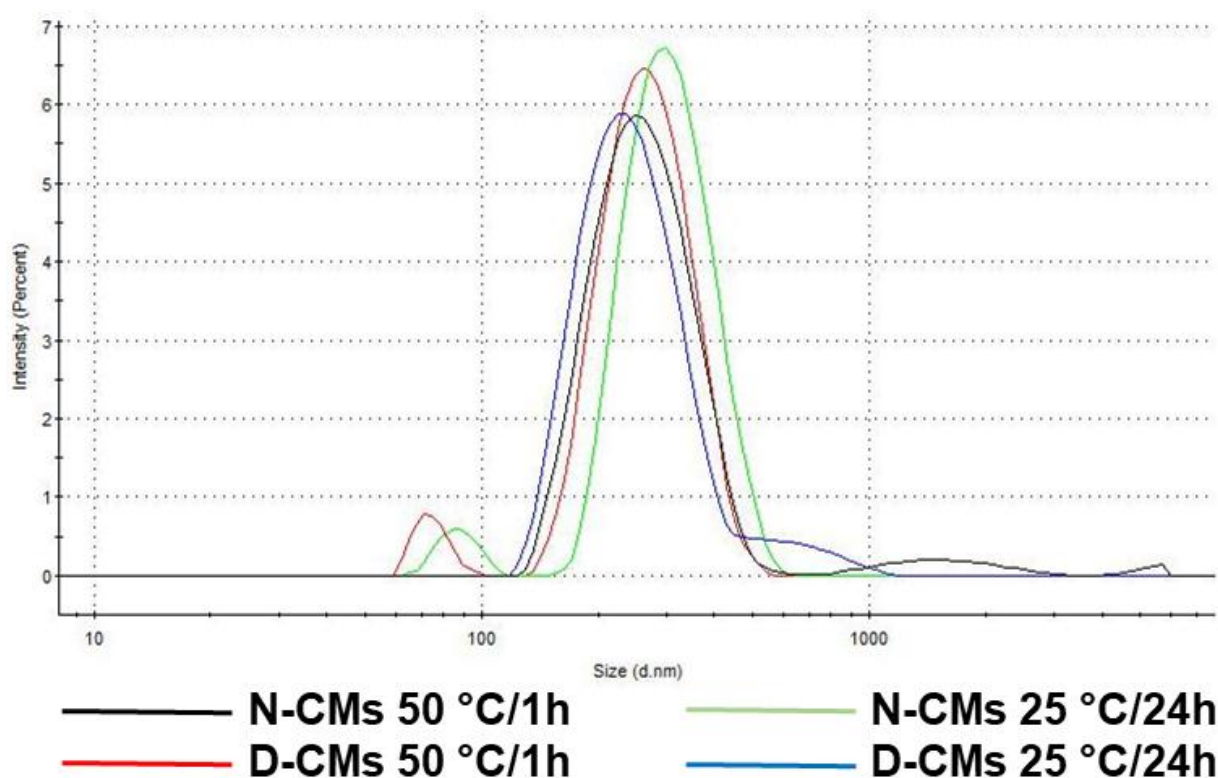 7
6
5
4
3
2
1
0
Intensity (Percent)
10 100 1000
Size (d.nm)
N-CMs 50 °C/1h N-CMs 25 °C/24h
D-CMs 50 °C/1h D-CMs 25 °C/24h